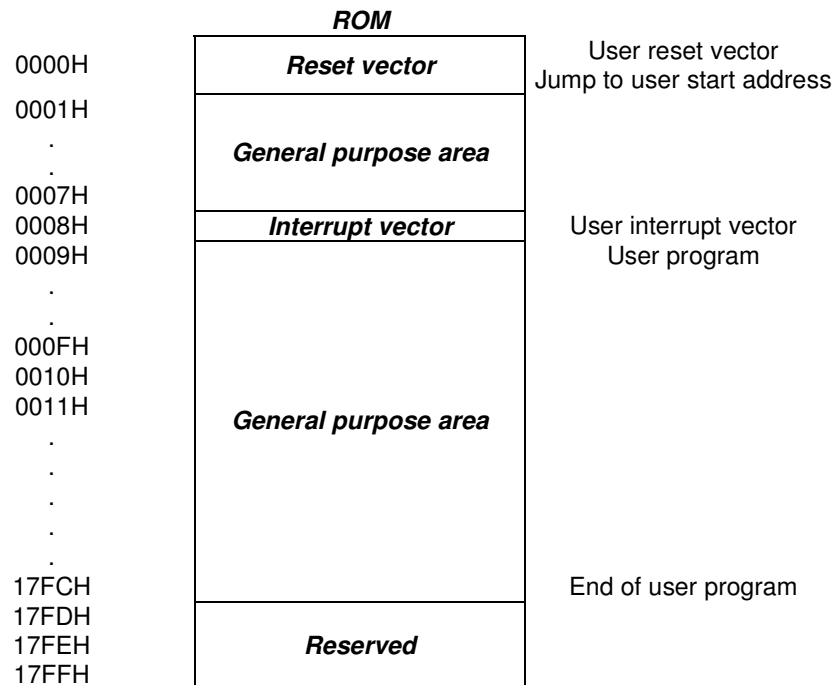 ROM
0000H Reset vector User reset vector
Jump to user start address
0001H
.
General purpose area
.
0007H
0008H Interrupt vector User interrupt vector
0009H User program
.
.
000FH
0010H
0011H
General purpose area
.
.
.
.
.
17FCH End of user program
17FDH
17FEH Reserved
17FFH